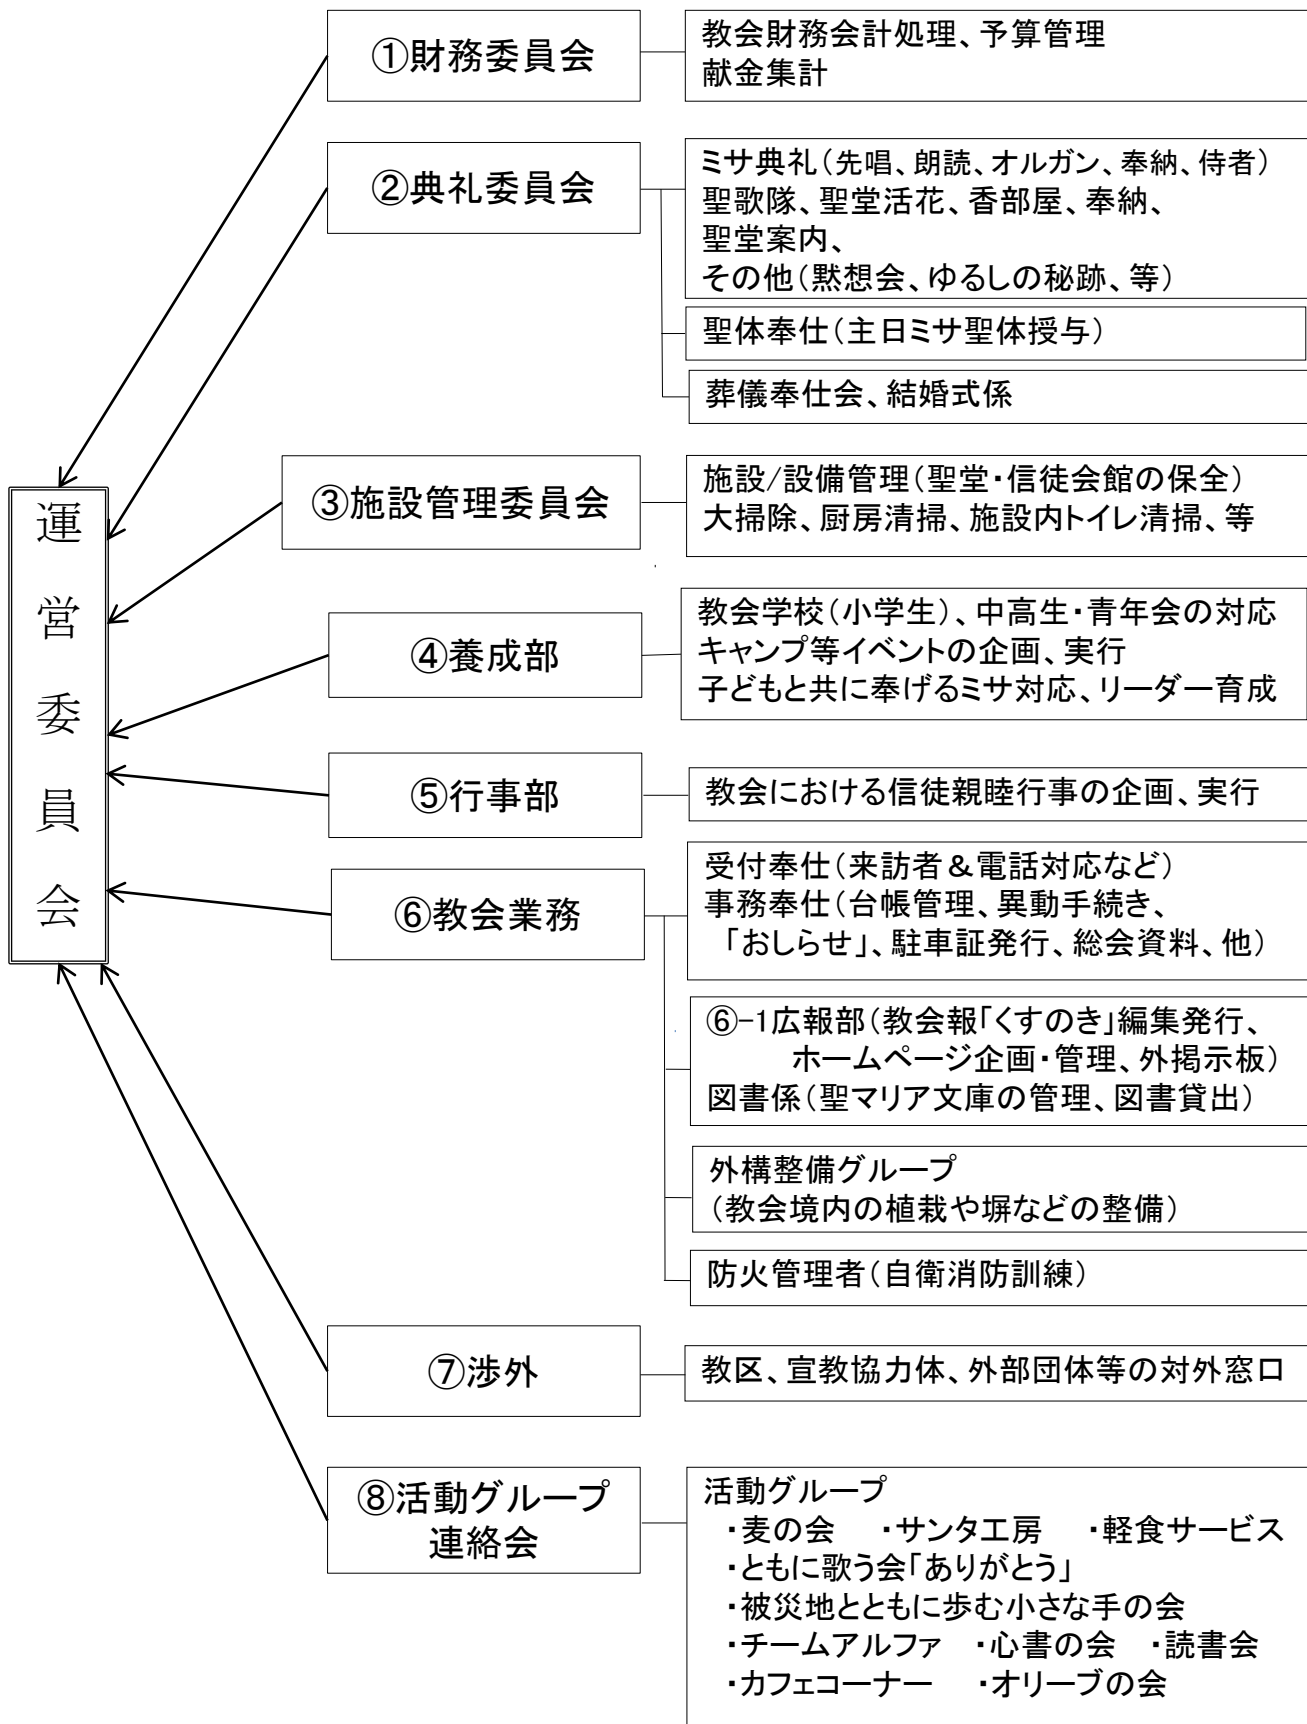 運営委員会
①財務委員会
教会財務会計処理、予算管理
献金集計
②典礼委員会
ミサ典礼(先唱、朗読、オルガン、奉納、侍者)
聖歌隊、聖堂活花、香部屋、奉納、
聖堂案内、
その他(黙想会、ゆるしの秘跡、等)
聖体奉仕(主日ミサ聖体授与)
葬儀奉仕会、結婚式係
③施設管理委員会
施設/設備管理(聖堂・信徒会館の保全)
大掃除、厨房清掃、施設内トイレ清掃、等
④養成部
教会学校(小学生)、中高生・青年会の対応
キャンプ等イベントの企画、実行
子どもと共に奉げるミサ対応、リーダー育成
⑤行事部
教会における信徒親睦行事の企画、実行
⑥教会業務
受付奉仕(来訪者&電話対応など)
事務奉仕(台帳管理、異動手続き、
「おしらせ」、駐車証発行、総会資料、他)
⑥-1広報部(教会報「くすのき」編集発行、
ホームページ企画・管理、外掲示板)
図書係(聖マリア文庫の管理、図書貸出)
外構整備グループ
(教会境内の植栽や塀などの整備)
防火管理者(自衛消防訓練)
⑦渉外
教区、宣教協力体、外部団体等の対外窓口
⑧活動グループ
連絡会
活動グループ
・麦の会 ・サンタ工房 ・軽食サービス
・ともに歌う会「ありがとう」
・被災地とともに歩む小さな手の会
・チームアルファ ・心書の会 ・読書会
・カフェコーナー ・オリーブの会